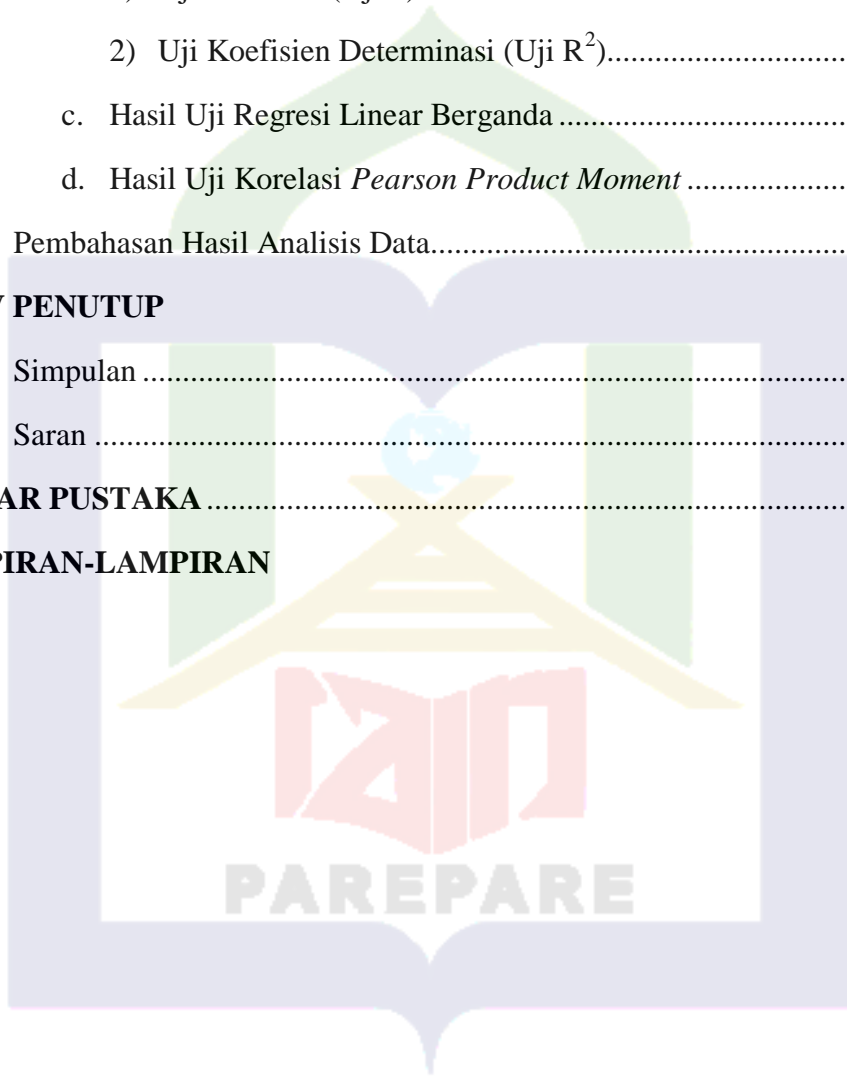 2) Uji Koefisien Determinasi (Uji R²)...............................
c. Hasil Uji Regresi Linear Berganda ....................................
d. Hasil Uji Korelasi Pearson Product Moment ....................
Pembahasan Hasil Analisis Data....................................................
PENUTUP
Simpulan .........................................................................................
Saran ...............................................................................................
AR PUSTAKA .................................................................................
PIRAN-LAMPIRAN
PAREPARE